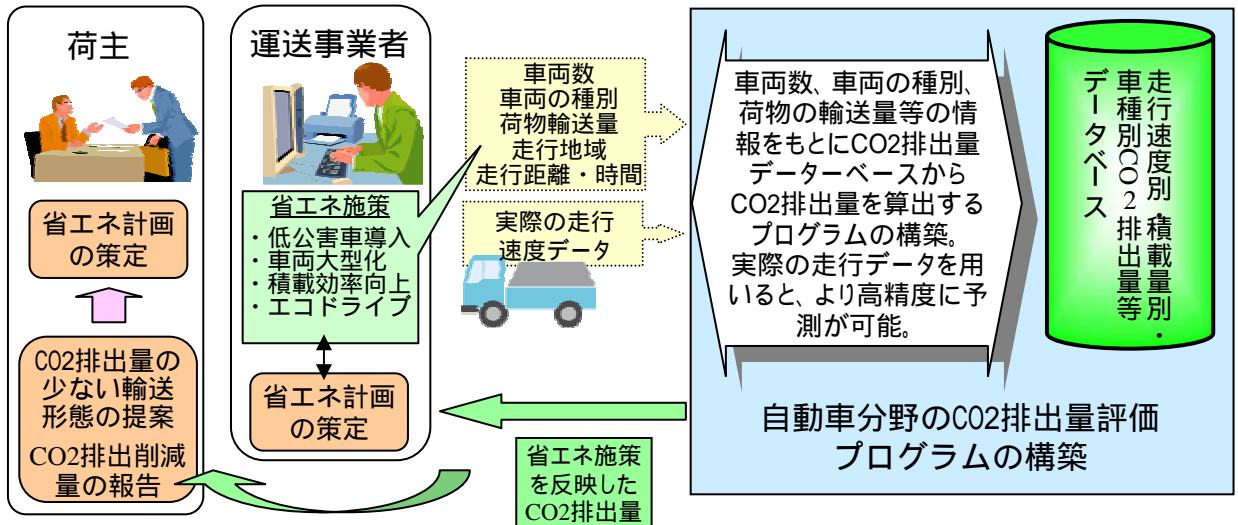 荷主
省エネ計画
の策定
CO2排出量の
少ない輸送
形態の提案
CO2排出削減
量の報告
運送事業者
省エネ施策
・低公害車導入
・車両大型化
・積載効率向上
・エコドライブ
省エネ計画
の策定
車両数
車両の種別
荷物輸送量
走行地域
走行距離・時間
実際の走行
速度データ
省エネ施策
を反映した
CO2排出量
車両数、車両の種別、
荷物の輸送量等の情
報をもとにCO2排出量
データーベースから
CO2排出量を算出する
プログラムの構築。
実際の走行データを用
いると、より高精度に予
測が可能。
走行速度別・積載量別・
車種別CO2排出量等
データベース
自動車分野のCO2排出量評価
プログラムの構築